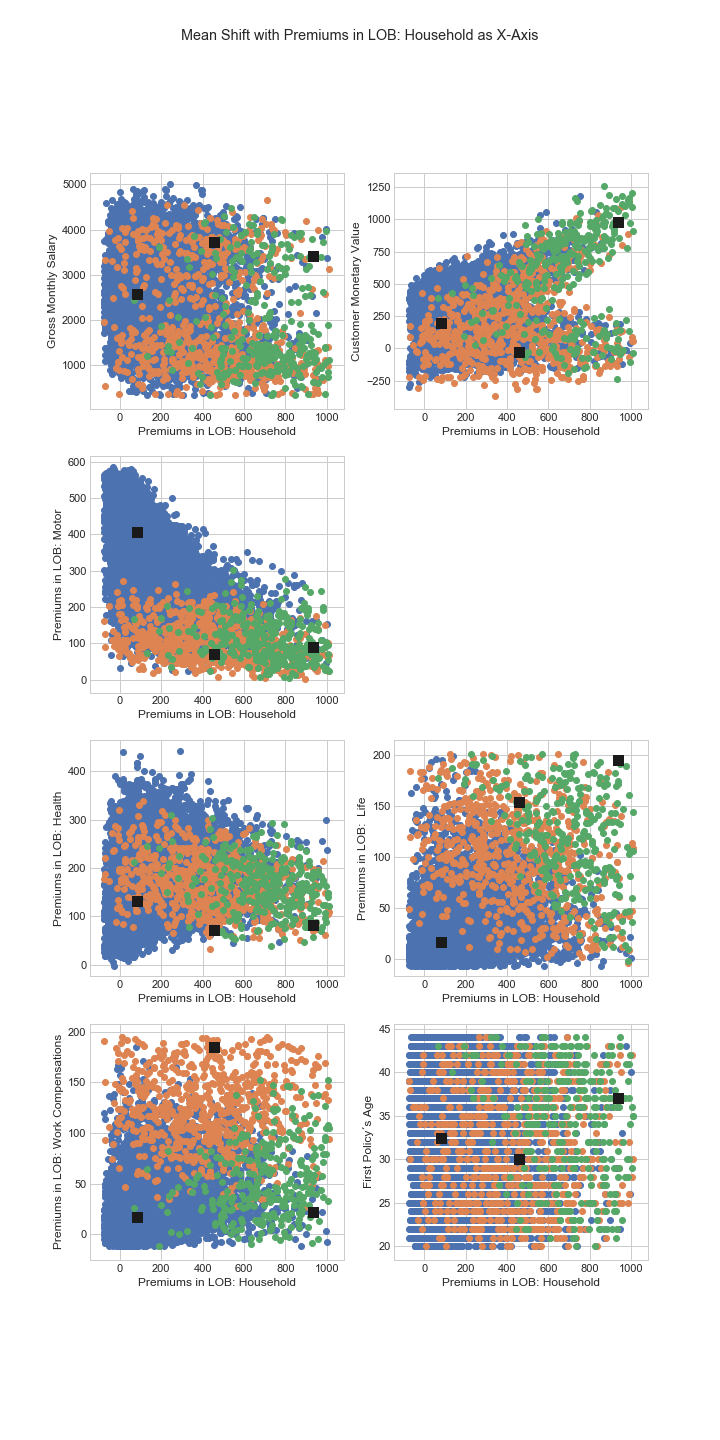 Mean Shift with Premiums in LOB: Household as X-Axis
5000
4000
3000
2000
1000
Gross Monthly Salary
0 200 400 600 800 1000
Premiums in LOB: Household
1250
1000
750
500
250
0
−250
Customer Monetary Value
0 200 400 600 800 1000
Premiums in LOB: Household
600
500
400
300
200
100
0
Premiums in LOB: Motor
0 200 400 600 800 1000
Premiums in LOB: Household
400
300
200
100
0
Premiums in LOB: Health
0 200 400 600 800 1000
Premiums in LOB: Household
200
150
100
50
0
Premiums in LOB:  Life
0 200 400 600 800 1000
Premiums in LOB: Household
200
150
100
50
0
Premiums in LOB: Work Compensations
0 200 400 600 800 1000
Premiums in LOB: Household
45
40
35
30
25
20
First Policy´s Age
0 200 400 600 800 1000
Premiums in LOB: Household